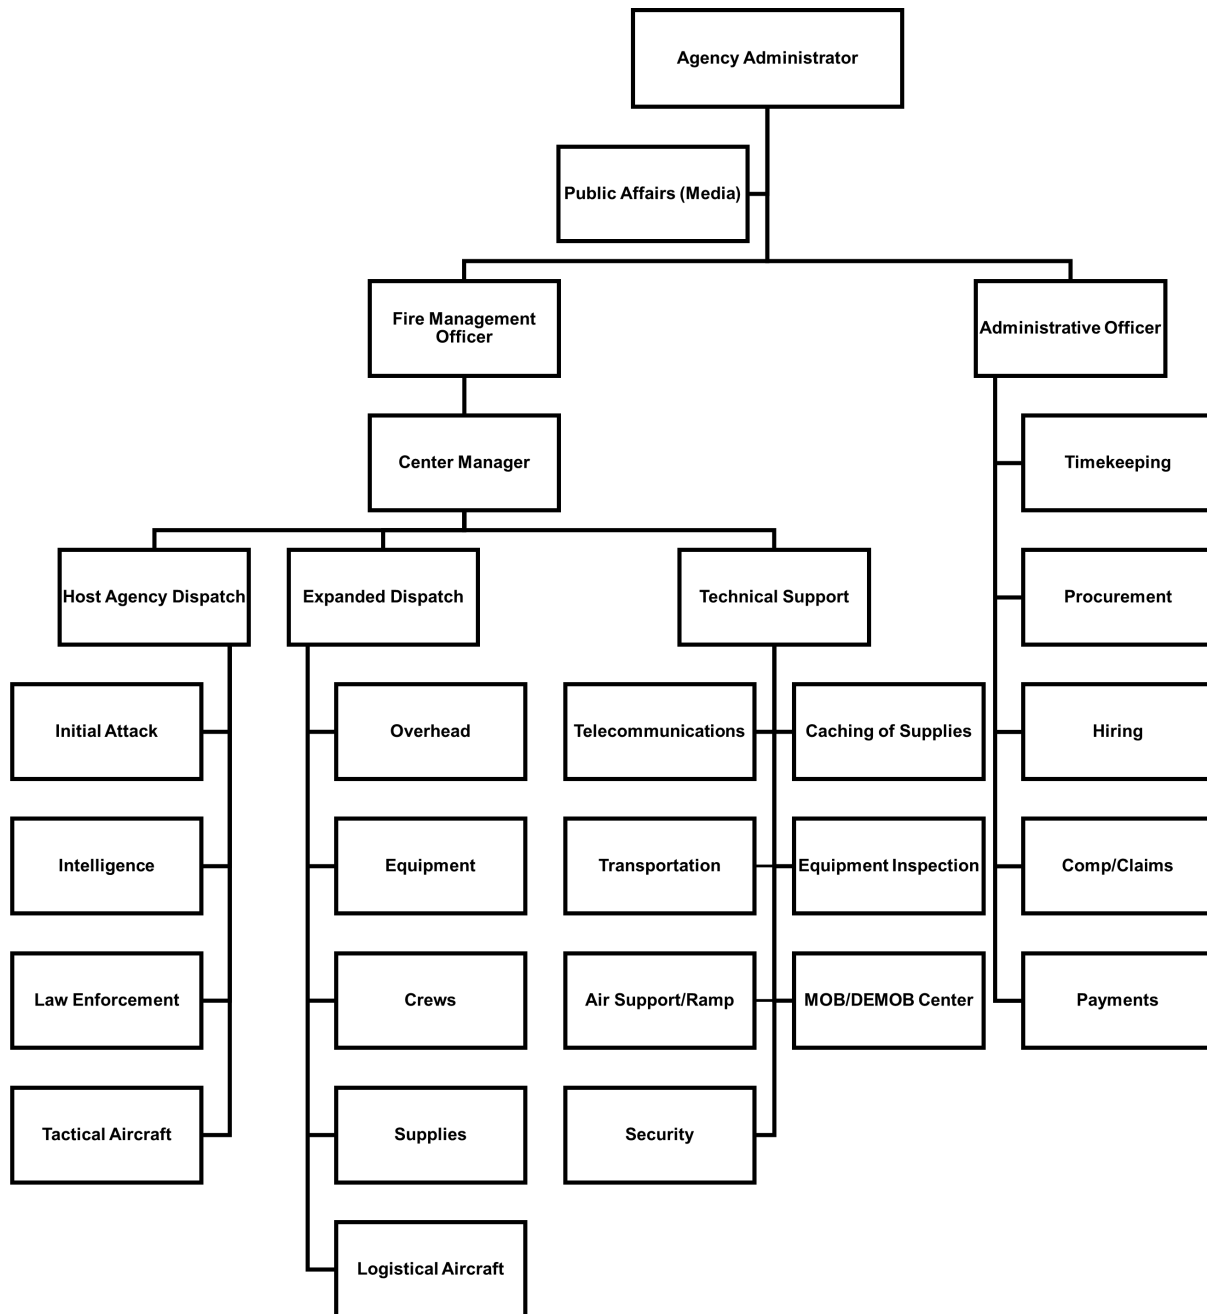 Agency Administrator
Public Affairs (Media)
Fire Management
Officer
Administrative Officer
Center Manager
Timekeeping
Host Agency Dispatch
Expanded Dispatch
Technical Support
Procurement
Initial Attack
Overhead
Telecommunications
Caching of Supplies
Hiring
Intelligence
Equipment
Transportation
Equipment Inspection
Comp/Claims
Law Enforcement
Crews
Air Support/Ramp
MOB/DEMOB Center
Payments
Tactical Aircraft
Supplies
Security
Logistical Aircraft